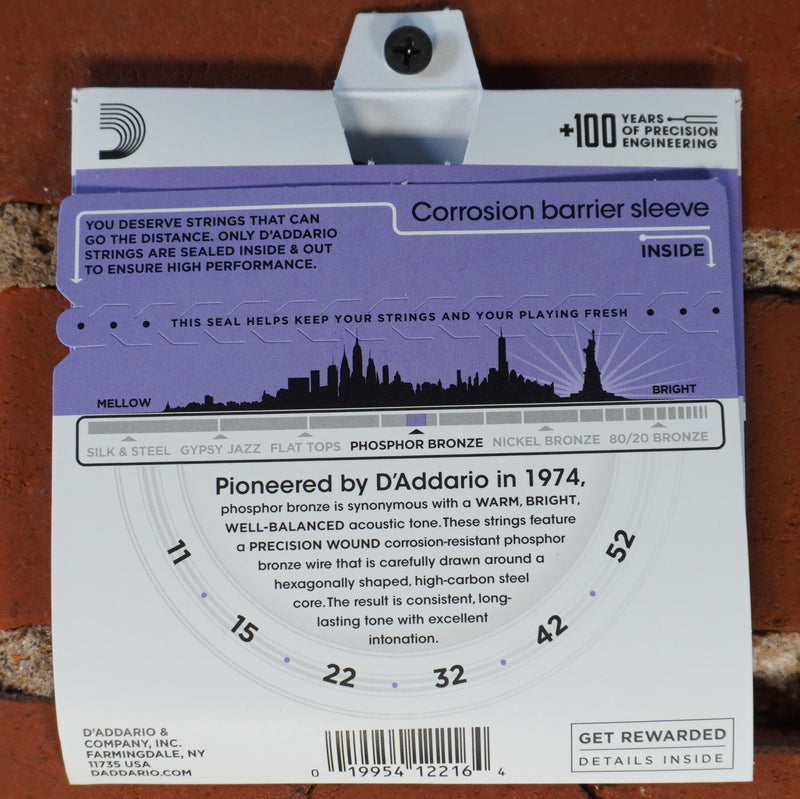 +100 YEARS
OF PRECISION
ENGINEERING
YOU DESERVE STRINGS THAT CAN
GO THE DISTANCE. ONLY D'ADDARIO
STRINGS ARE SEALED INSIDE & OUT
TO ENSURE HIGH PERFORMANCE.
Corrosion barrier sleeve
INSIDE
THIS SEAL HELPS KEEP YOUR STRINGS AND YOUR PLAYING FRESH
MELLOW
BRIGHT
SILK & STEEL GYPSY JAZZ FLAT TOPS PHOSPHOR BRONZE NICKEL BRONZE 80/20 BRONZE
Pioneered by D'Addario in 1974,
phosphor bronze is synonymous with a WARM, BRIGHT,
WELL-BALANCED acoustic tone. These strings feature
a PRECISION WOUND corrosion-resistant phosphor
bronze wire that is carefully drawn around a
hexagonally shaped, high-carbon steel
core. The result is consistent, long-
lasting tone with excellent
intonation.
11 15 22 32 42 52
D'ADDARIO &
COMPANY, INC.
FARMINGDALE, NY
11735 USA
DADDARIO.COM
0 19954 12216 4
GET REWARDED
DETAILS INSIDE